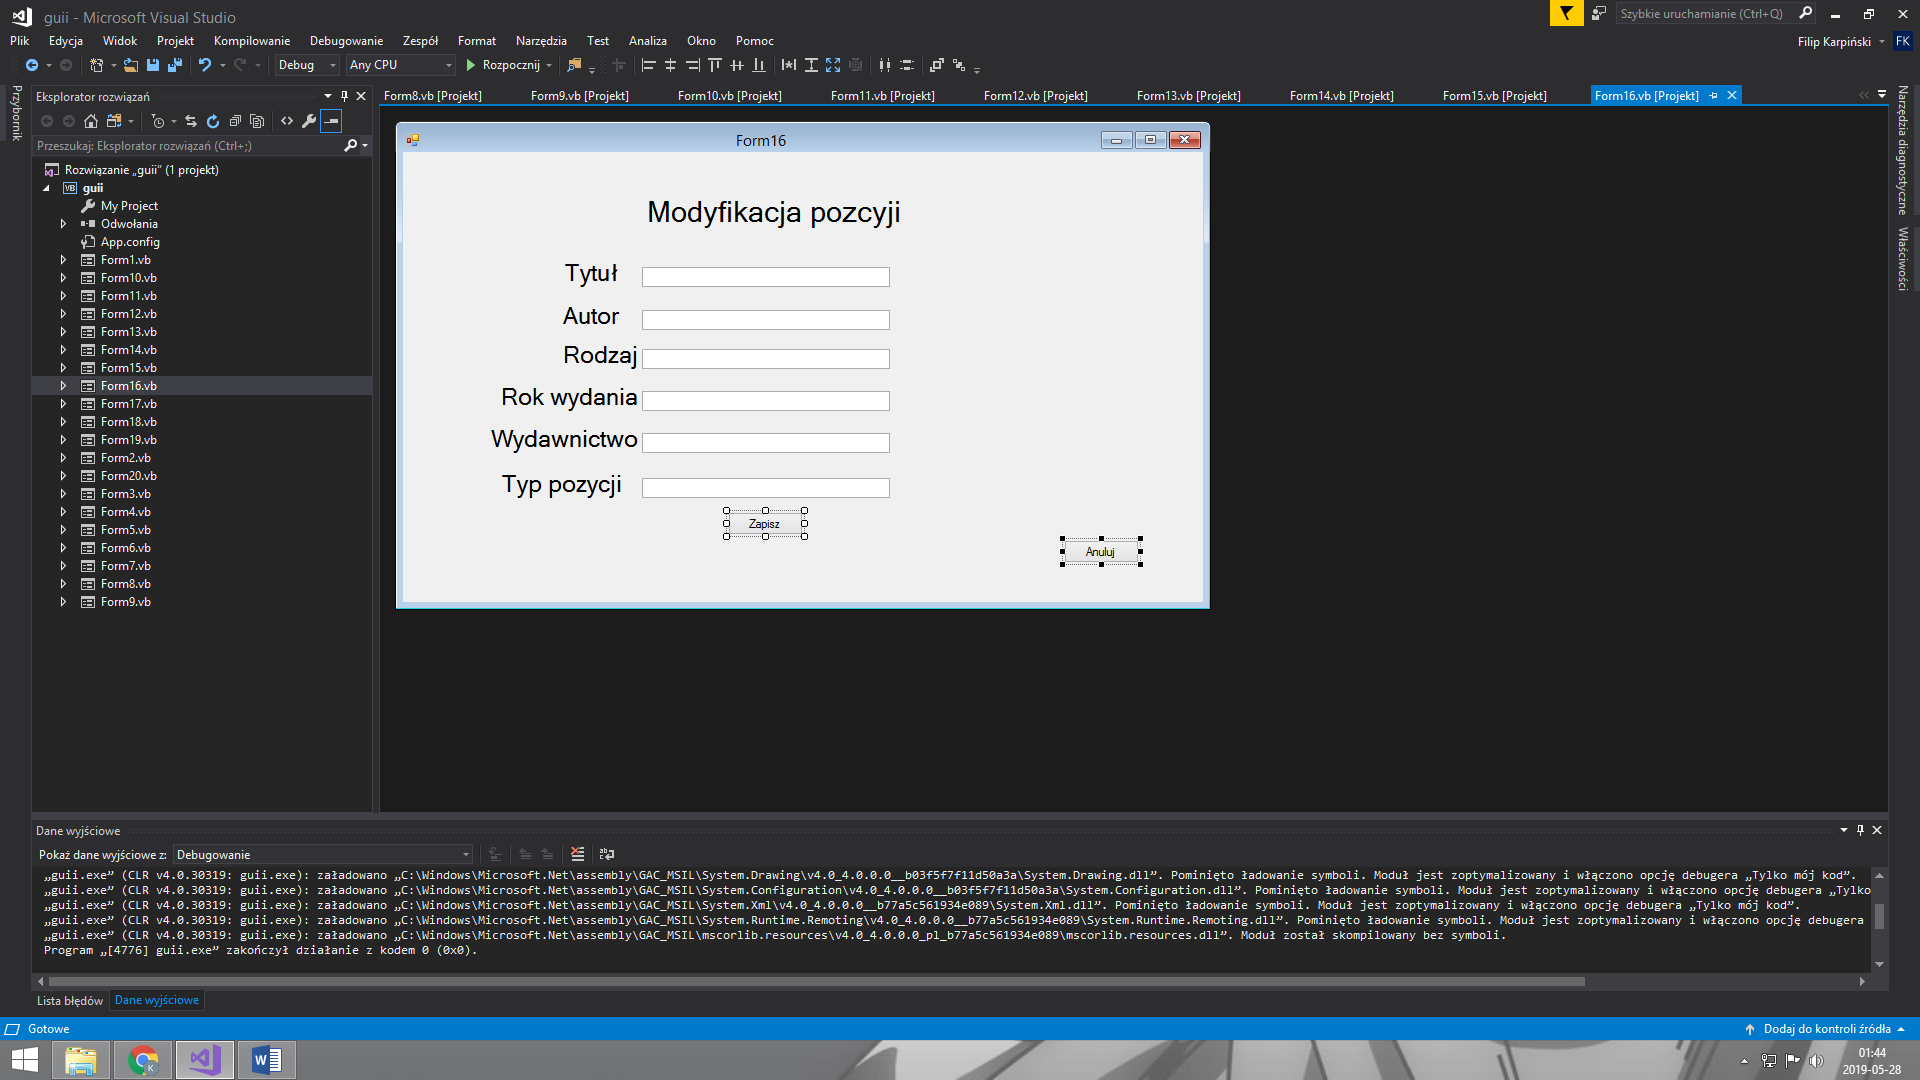 guii - Microsoft Visual Studio
Szybkie uruchamianie (Ctrl+Q)
Plik Edycja Widok Projekt Kompilowanie Debugowanie Zespół Format Narzędzia Test Analiza Okno Pomoc
Filip Karpiński FK
Debug Any CPU Rozpocznij
Przybornik
Eksplorator rozwiązań
Przeszukaj: Eksplorator rozwiązań (Ctrl+;)
Rozwiązanie „guii” (1 projekt)
VB guii
My Project
Odwołania
App.config
Form1.vb
Form10.vb
Form11.vb
Form12.vb
Form13.vb
Form14.vb
Form15.vb
Form16.vb
Form17.vb
Form18.vb
Form19.vb
Form2.vb
Form20.vb
Form3.vb
Form4.vb
Form5.vb
Form6.vb
Form7.vb
Form8.vb
Form9.vb
Form8.vb [Projekt] Form9.vb [Projekt] Form10.vb [Projekt] Form11.vb [Projekt] Form12.vb [Projekt] Form13.vb [Projekt] Form14.vb [Projekt] Form15.vb [Projekt] Form16.vb [Projekt]
Form16
Modyfikacja pozcyji
Tytuł
Autor
Rodzaj
Rok wydania
Wydawnictwo
Typ pozycji
Zapisz
Anuluj
Narzędzia diagnostyczne
Właściwości
Dane wyjściowe
Pokaż dane wyjściowe z: Debugowanie
„guii.exe” (CLR v4.0.30319: guii.exe): załadowano „C:\Windows\Microsoft.Net\assembly\GAC_MSIL\System.Drawing\v4.0_4.0.0.0__b03f5f7f11d50a3a\System.Drawing.dll”. Pominięto ładowanie symboli. Moduł jest zoptymalizowany i włączono opcję debugera „Tylko mój kod”.
„guii.exe” (CLR v4.0.30319: guii.exe): załadowano „C:\Windows\Microsoft.Net\assembly\GAC_MSIL\System.Configuration\v4.0_4.0.0.0__b03f5f7f11d50a3a\System.Configuration.dll”. Pominięto ładowanie symboli. Moduł jest zoptymalizowany i włączono opcję debugera „Tylko
„guii.exe” (CLR v4.0.30319: guii.exe): załadowano „C:\Windows\Microsoft.Net\assembly\GAC_MSIL\System.Xml\v4.0_4.0.0.0__b77a5c561934e089\System.Xml.dll”. Pominięto ładowanie symboli. Moduł jest zoptymalizowany i włączono opcję debugera „Tylko mój kod”.
„guii.exe” (CLR v4.0.30319: guii.exe): załadowano „C:\Windows\Microsoft.Net\assembly\GAC_MSIL\System.Runtime.Remoting\v4.0_4.0.0.0__b77a5c561934e089\System.Runtime.Remoting.dll”. Pominięto ładowanie symboli. Moduł jest zoptymalizowany i włączono opcję debugera
„guii.exe” (CLR v4.0.30319: guii.exe): załadowano „C:\Windows\Microsoft.Net\assembly\GAC_MSIL\mscorlib.resources\v4.0_4.0.0.0_pl_b77a5c561934e089\mscorlib.resources.dll”. Moduł został skompilowany bez symboli.
Program „[4776] guii.exe” zakończył działanie z kodem 0 (0x0).
Lista błędów Dane wyjściowe
Gotowe
Dodaj do kontroli źródła
01:44
2019-05-28